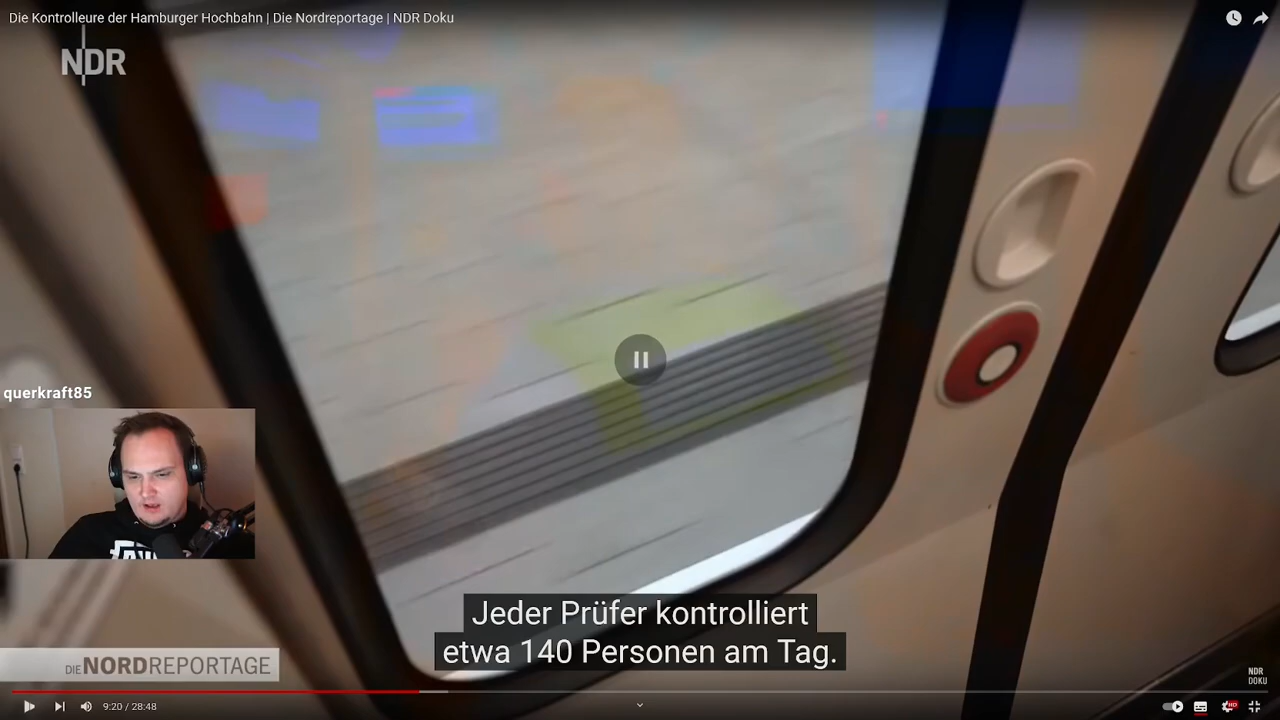 Die Kontrolleure der Hamburger Hochbahn | Die Nordreportage | NDR Doku
NDR
querkraft85
Jeder Prüfer kontrolliert
etwa 140 Personen am Tag.
DIE NORDREPORTAGE
NDR
DOKU
9:20 / 28:48
HD